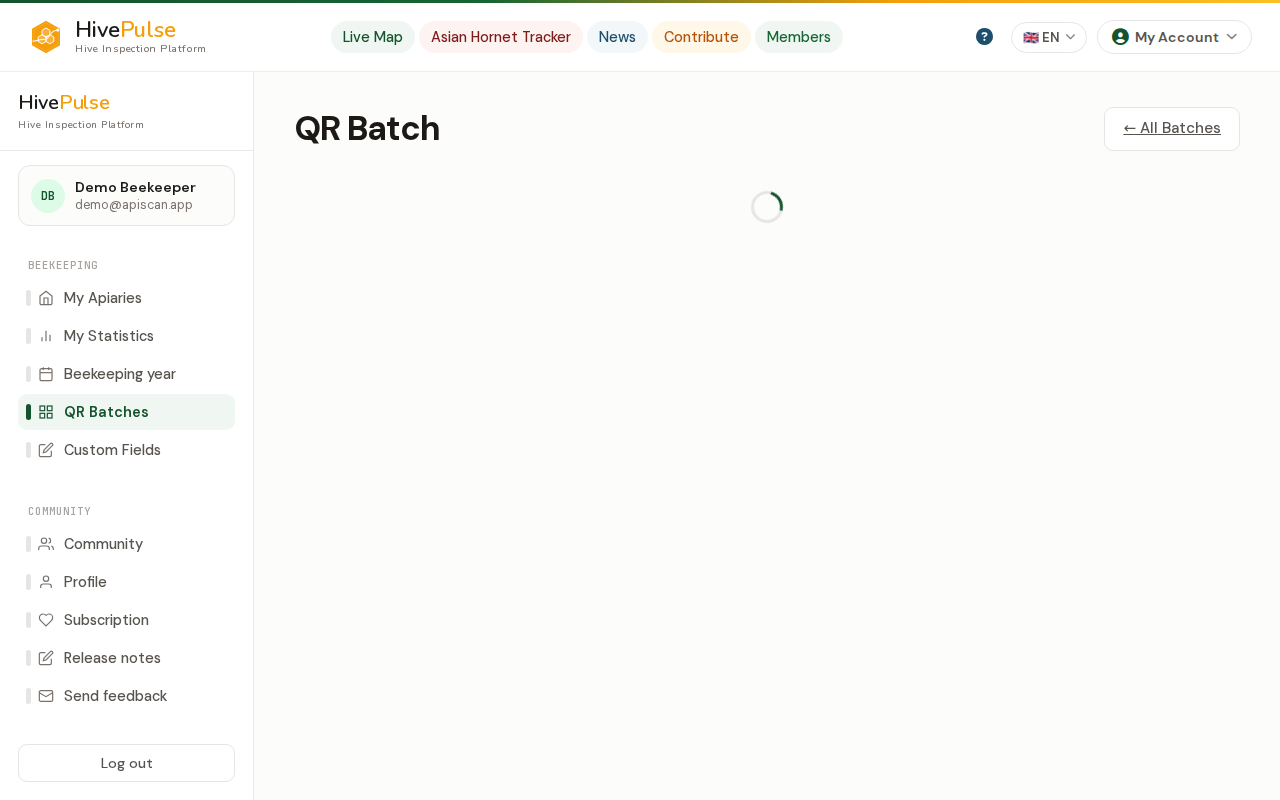 HivePulse
Hive Inspection Platform
Live Map
Asian Hornet Tracker
News
Contribute
Members
?
🇬🇧 EN
My Account
HivePulse
Hive Inspection Platform
DB
Demo Beekeeper
demo@apiscan.app
BEEKEEPING
My Apiaries
My Statistics
Beekeeping year
QR Batches
Custom Fields
COMMUNITY
Community
Profile
Subscription
Release notes
Send feedback
Log out
QR Batch
← All Batches